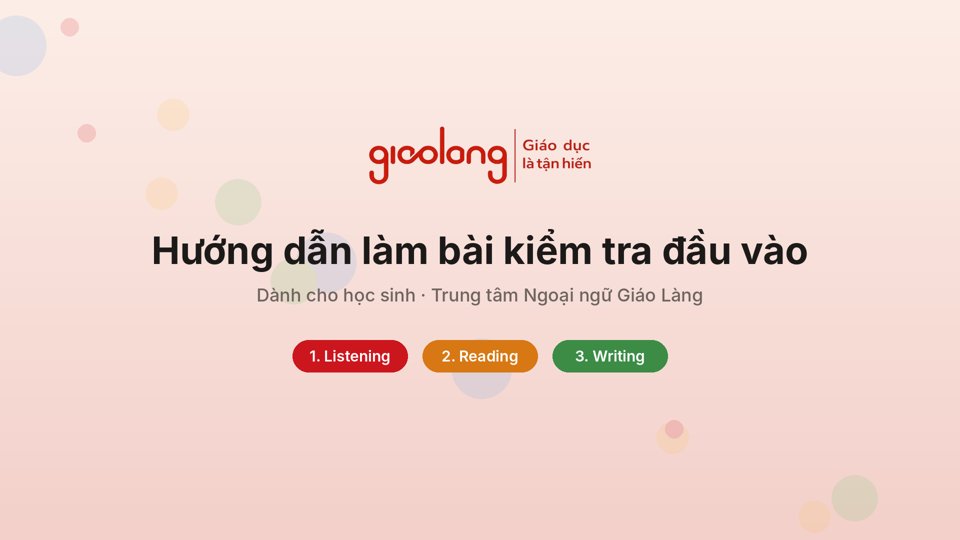 giaolang
Giáo dục
là tận hiến
Hướng dẫn làm bài kiểm tra đầu vào
Dành cho học sinh · Trung tâm Ngoại ngữ Giáo Làng
1. Listening
2. Reading
3. Writing